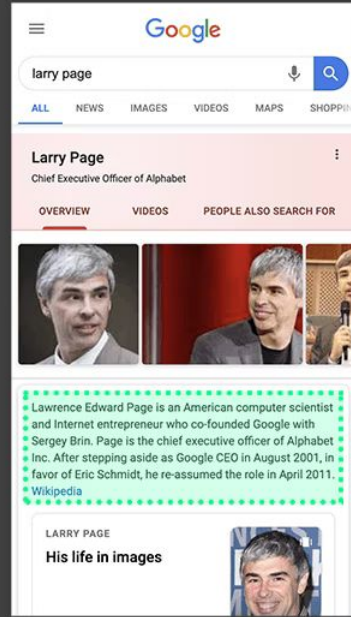 Google
larry page
ALL NEWS IMAGES VIDEOS MAPS SHOPPIN
Larry Page
Chief Executive Officer of Alphabet
OVERVIEW VIDEOS PEOPLE ALSO SEARCH FOR
Lawrence Edward Page is an American computer scientist
and Internet entrepreneur who co-founded Google with
Sergey Brin. Page is the chief executive officer of Alphabet
Inc. After stepping aside as Google CEO in August 2001, in
favor of Eric Schmidt, he re-assumed the role in April 2011.
Wikipedia
LARRY PAGE
His life in images